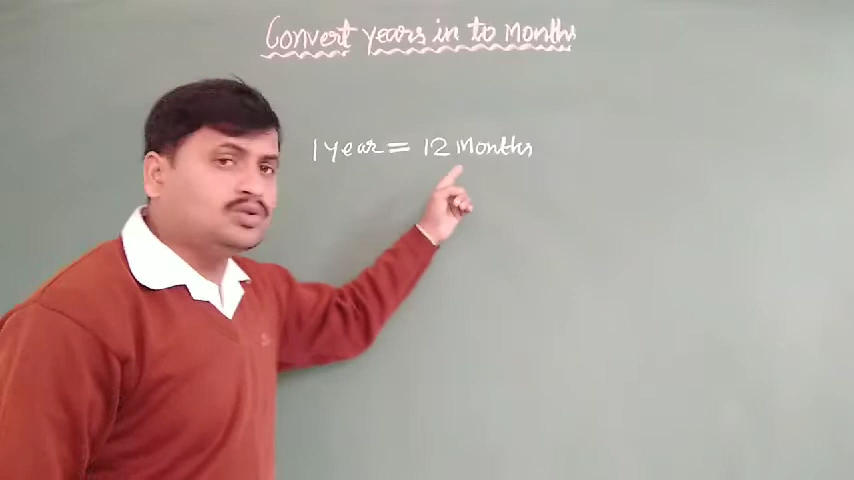 Convert years in to Months
1 year = 12 Months